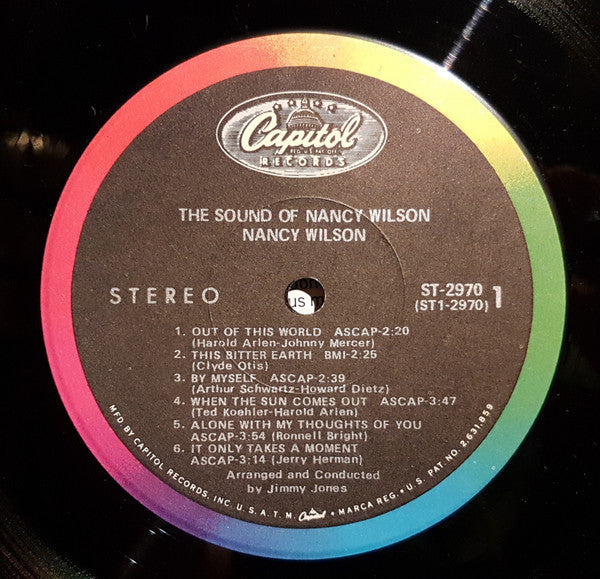 Capitol
REG. U.S. PAT. OFF.
RECORDS
THE SOUND OF NANCY WILSON
NANCY WILSON
STEREO
ST-2970
(ST1-2970)
1
us m
1. OUT OF THIS WORLD ASCAP-2:20
(Harold Arlen-Johnny Mercer)
2. THIS BITTER EARTH BMI-2:25
(Clyde Otis)
3. BY MYSELF ASCAP-2:39
(Arthur Schwartz-Howard Dietz)
4. WHEN THE SUN COMES OUT ASCAP-3:47
(Ted Koehler-Harold Arlen)
5. ALONE WITH MY THOUGHTS OF YOU
ASCAP-3:54 (Ronnell Bright)
6. IT ONLY TAKES A MOMENT
ASCAP-3:14 (Jerry Herman)
Arranged and Conducted
by Jimmy Jones
MFD. BY CAPITOL RECORDS, INC. U.S.A. T.M. Capitol MARCA REG. • U.S. PAT. NO. 2,631,859